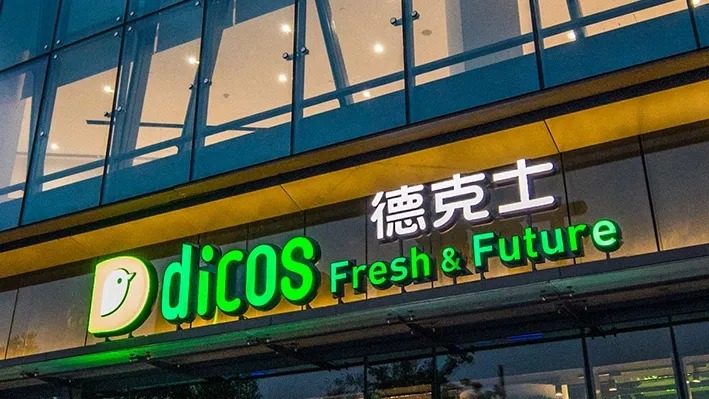 德克士
dicos Fresh & Future